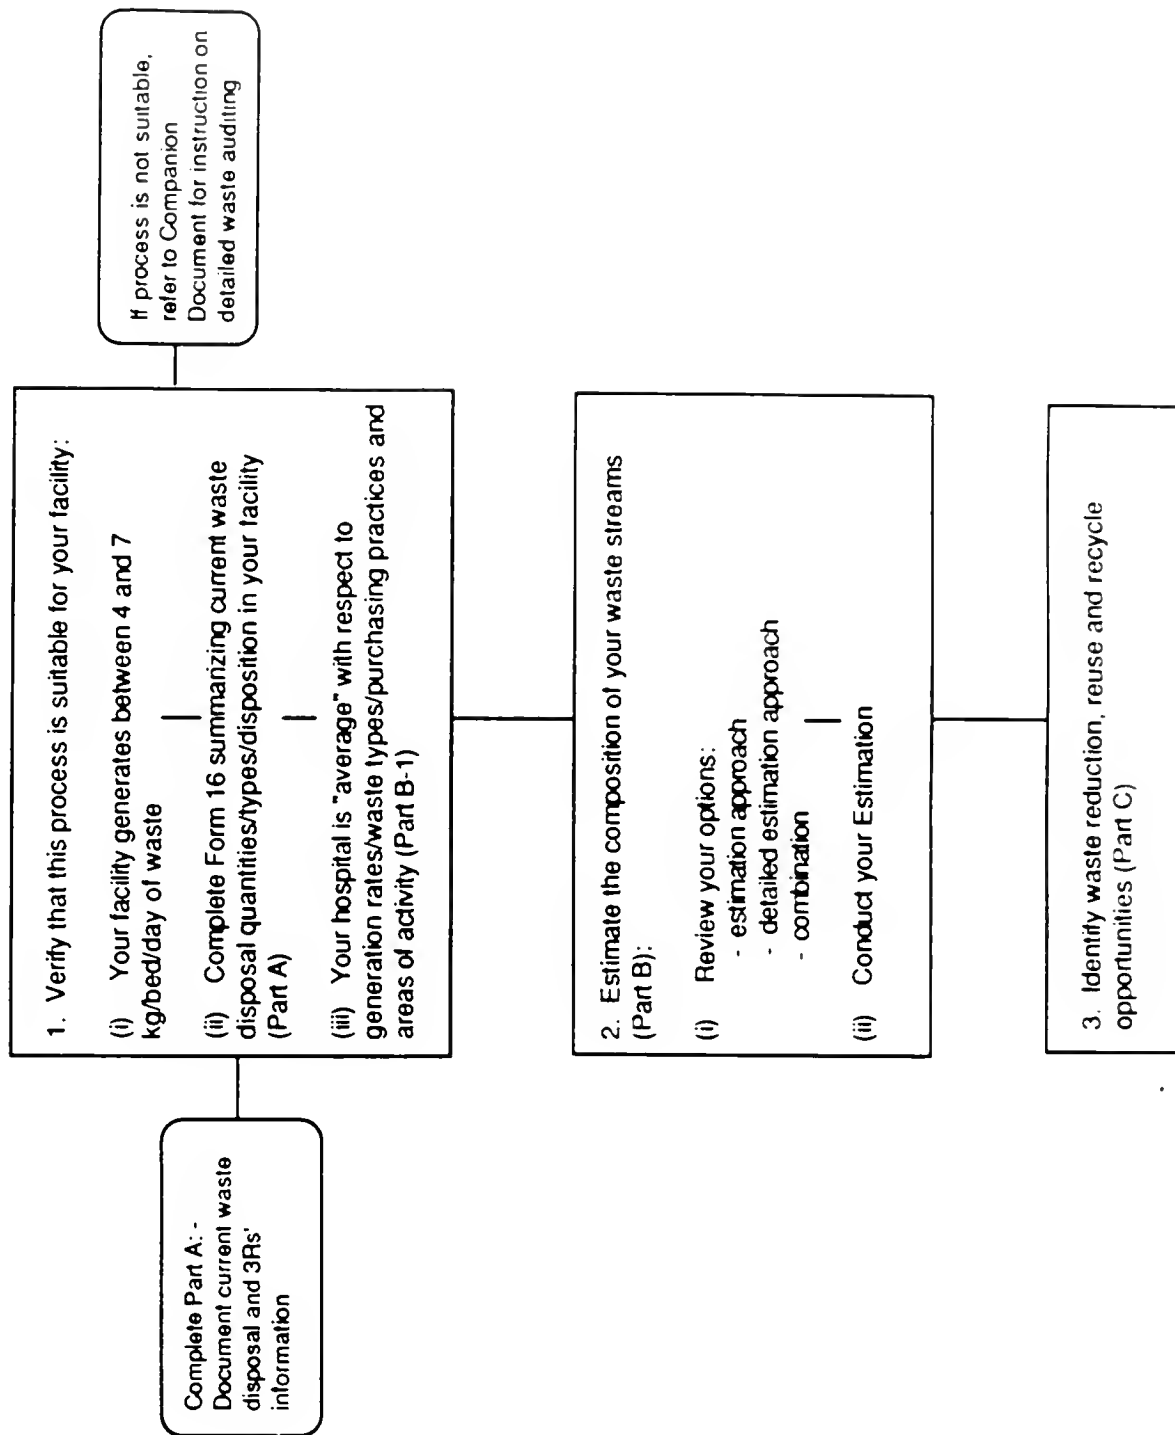 Complete Part A: -
Document current waste
disposal and 3Rs'
information
1. Verify that this process is suitable for your facility:
(i) Your facility generates between 4 and 7
kg/bed/day of waste
(ii) Complete Form 16 summarizing current waste
disposal quantities/types/disposition in your facility
(Part A)
(iii) Your hospital is "average" with respect to
generation rates/waste types/purchasing practices and
areas of activity (Part B-1)
If process is not suitable,
refer to Companion
Document for instruction on
detailed waste auditing
2. Estimate the composition of your waste streams
(Part B):
(i) Review your options:
- estimation approach
- detailed estimation approach
- combination
(ii) Conduct your Estimation
3. Identify waste reduction, reuse and recycle
opportunities (Part C)